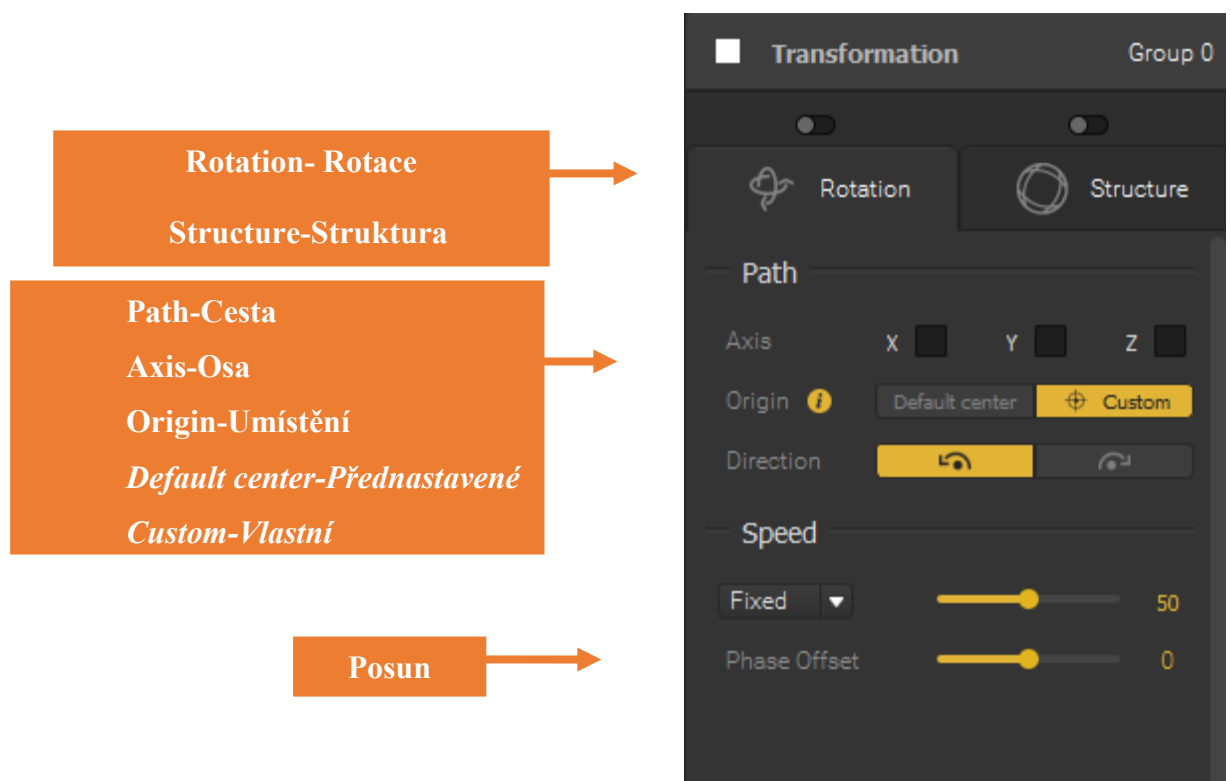 Rotation- Rotace
Structure-Struktura
Path-Cesta
Axis-Osa
Origin-Umístění
Default center-Přednastavené
Custom-Vlastní
Posun
Transformation Group 0
Rotation Structure
Path
Axis X Y Z
Origin i Default center Custom
Direction
Speed
Fixed 50
Phase Offset 0